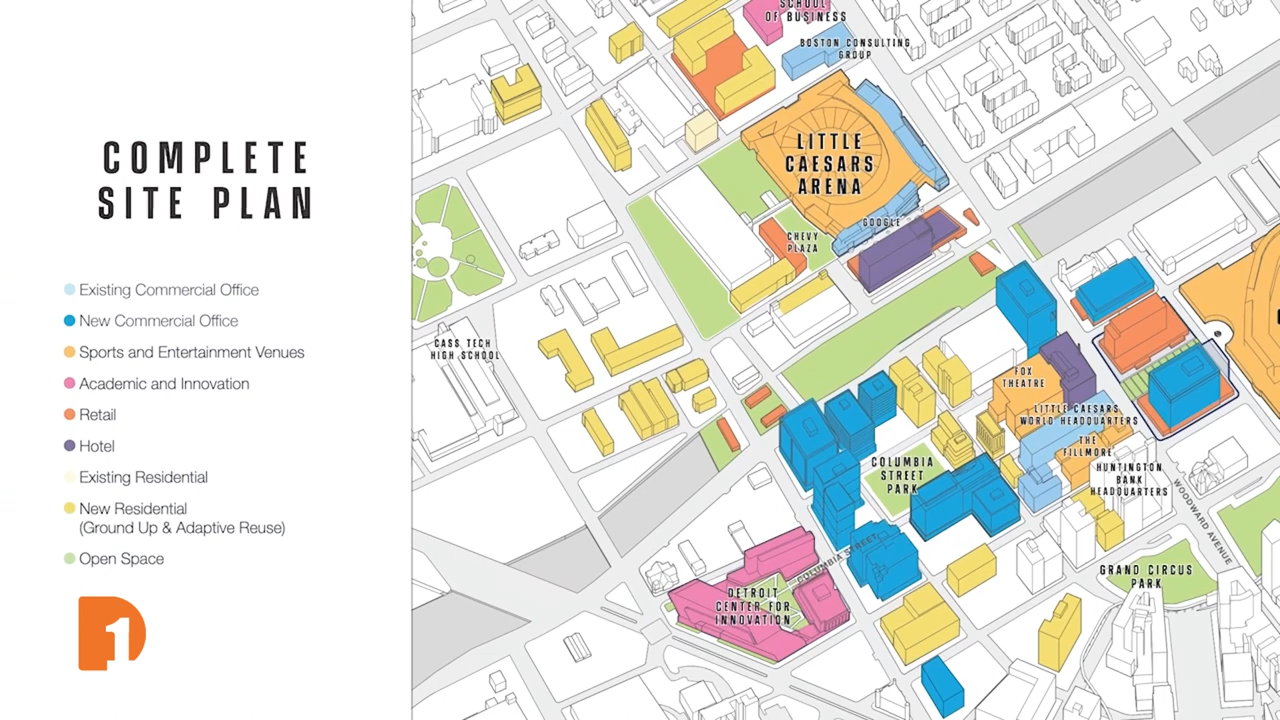 COMPLETE
SITE PLAN
Existing Commercial Office
New Commercial Office
Sports and Entertainment Venues
Academic and Innovation
Retail
Hotel
Existing Residential
New Residential
(Ground Up & Adaptive Reuse)
Open Space
D1
SCHOOL
OF BUSINESS
BOSTON CONSULTING
GROUP
LITTLE
CAESARS
ARENA
GOOGLE
CHEVY
PLAZA
CASS TECH
HIGH SCHOOL
FOX
THEATRE
LITTLE CAESARS
WORLD HEADQUARTERS
THE
FILLMORE
COLUMBIA
STREET
PARK
HUNTINGTON
BANK
HEADQUARTERS
WOODWARD AVENUE
COLUMBIA STREET
GRAND CIRCUS
PARK
DETROIT
CENTER FOR
INNOVATION